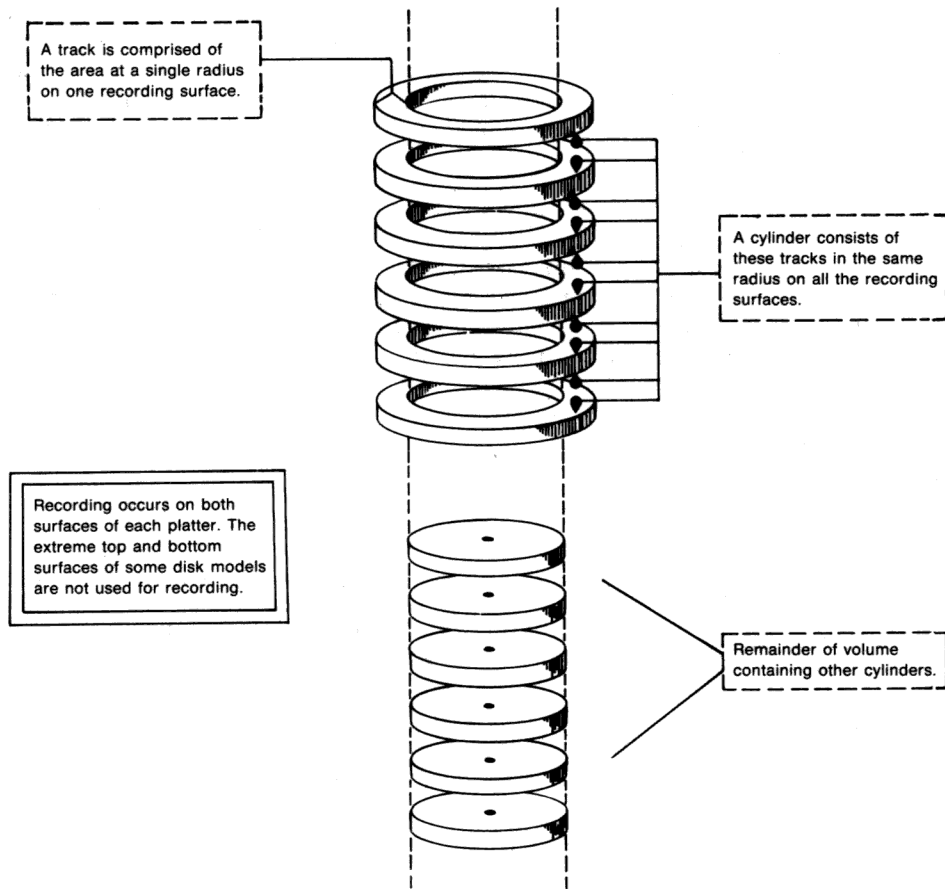 A track is comprised of
the area at a single radius
on one recording surface.
A cylinder consists of
these tracks in the same
radius on all the recording
surfaces.
Recording occurs on both
surfaces of each platter. The
extreme top and bottom
surfaces of some disk models
are not used for recording.
Remainder of volume
containing other cylinders.